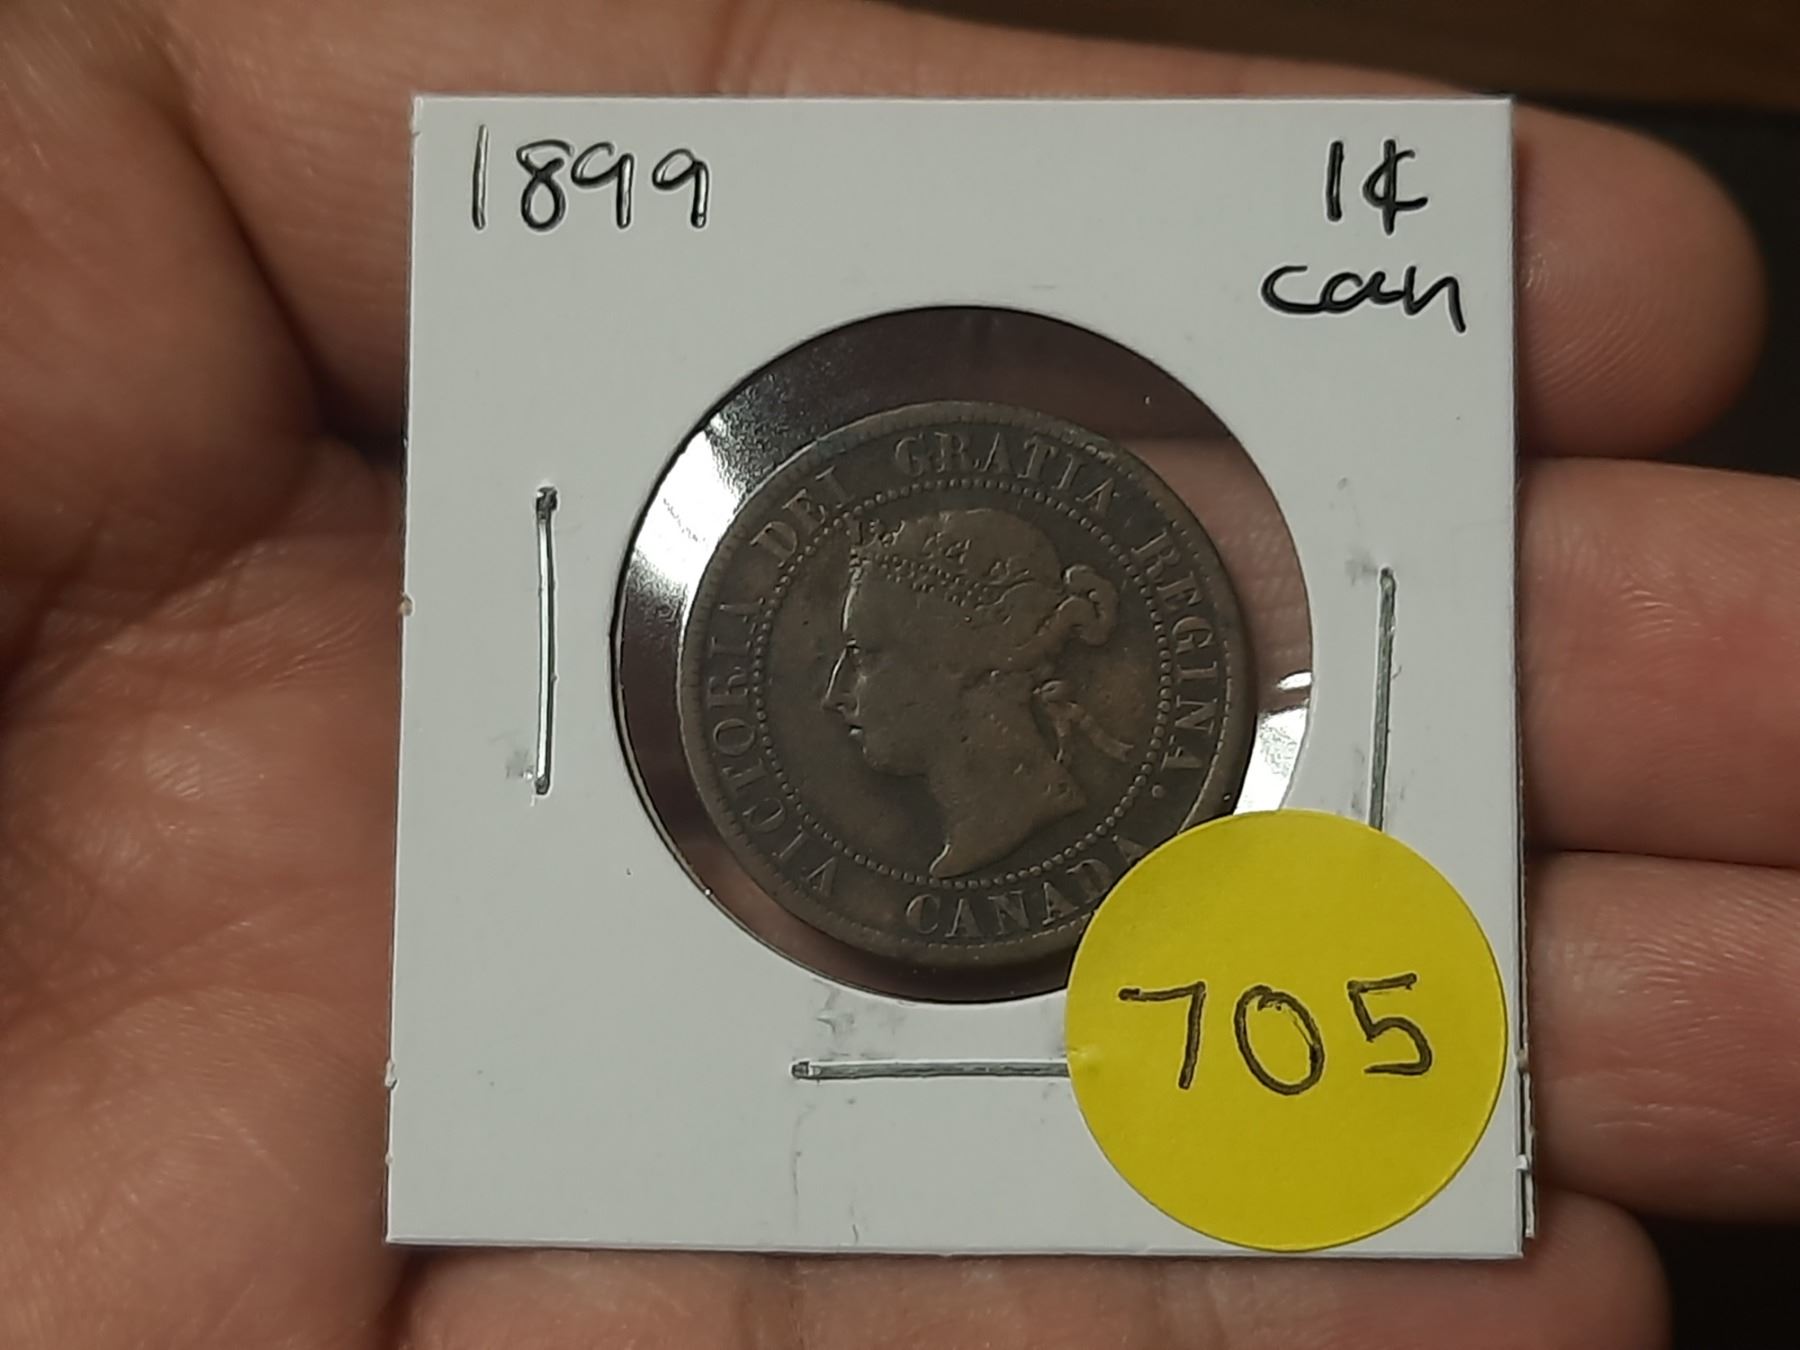 1899
1¢
can
VICTORIA DEI GRATIA REGINA.
CANADA
705